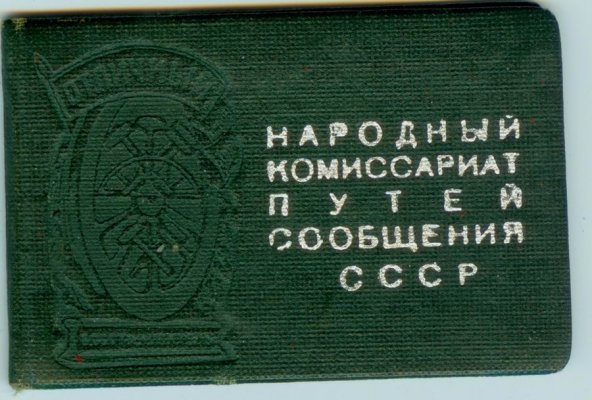 НАРОДНЫЙ
КОМИССАРИАТ
ПУТЕЙ
СООБЩЕНИЯ
СССР